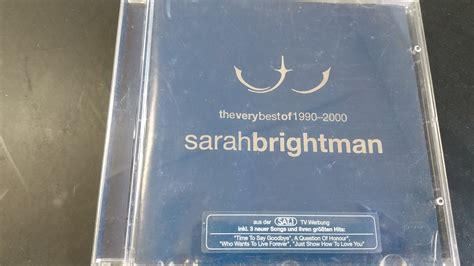 theverybestof1990–2000
sarahbrightman
aus der SAT.1 TV Werbung
inkl. 3 neuer Songs und ihren größten Hits:
"Time To Say Goodbye", A Question Of Honour",
"Who Wants To Live Forever", "Just Show How To Love You"